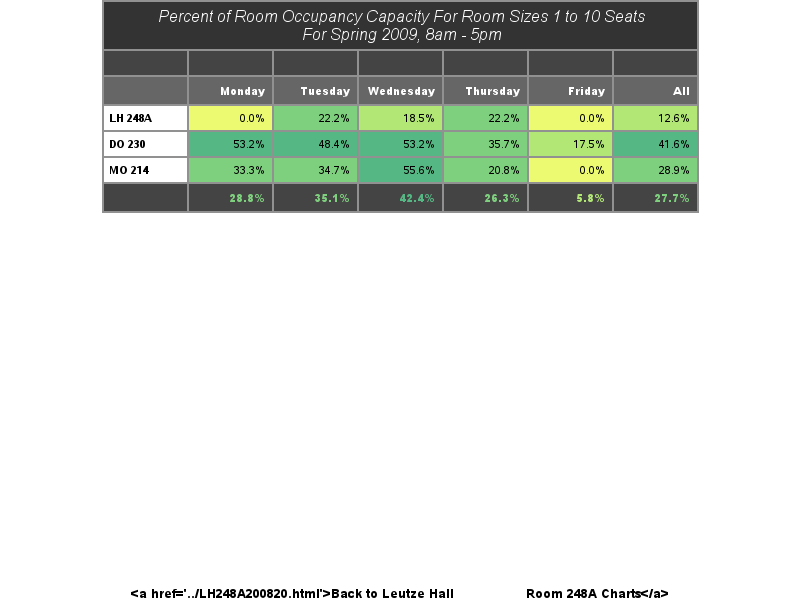 Percent of Room Occupancy Capacity For Room Sizes 1 to 10 Seats
For Spring 2009, 8am - 5pm
Monday Tuesday Wednesday Thursday Friday All
LH 248A 0.0% 22.2% 18.5% 22.2% 0.0% 12.6%
DO 230 53.2% 48.4% 53.2% 35.7% 17.5% 41.6%
MO 214 33.3% 34.7% 55.6% 20.8% 0.0% 28.9%
28.8% 35.1% 42.4% 26.3% 5.8% 27.7%
<a href='../LH248A200820.html'>Back to Leutze Hall Room 248A Charts</a>